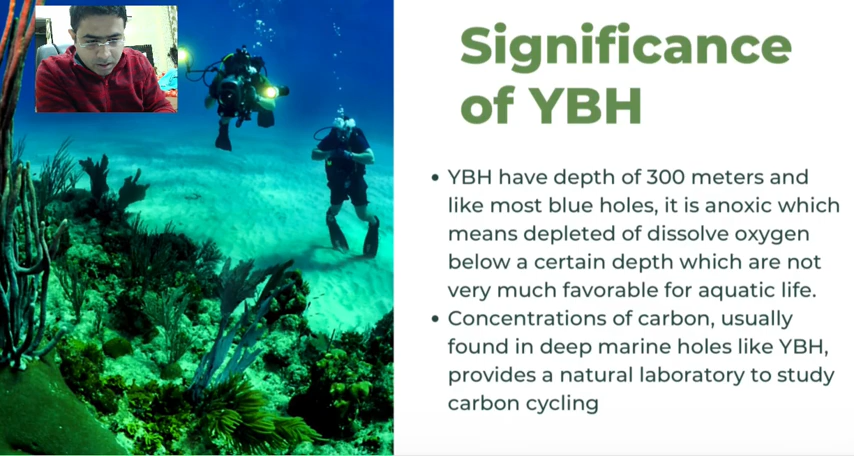 Significance
of YBH
• YBH have depth of 300 meters and
like most blue holes, it is anoxic which
means depleted of dissolve oxygen
below a certain depth which are not
very much favorable for aquatic life.
• Concentrations of carbon, usually
found in deep marine holes like YBH,
provides a natural laboratory to study
carbon cycling